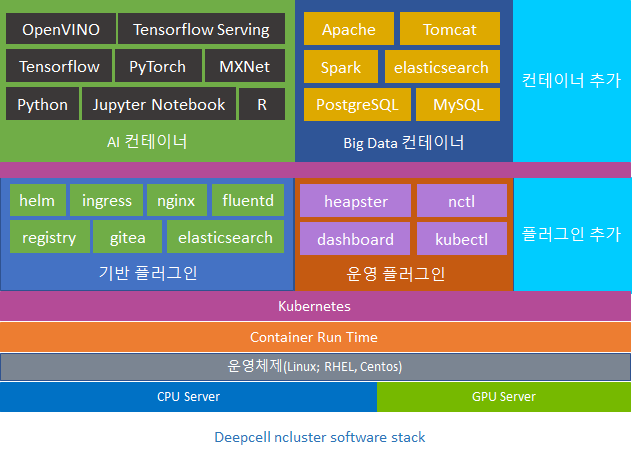 OpenVINO Tensorflow Serving Apache Tomcat
Tensorflow PyTorch MXNet Spark elasticsearch 컨테이너 추가
Python Jupyter Notebook R PostgreSQL MySQL
AI 컨테이너 Big Data 컨테이너
helm ingress nginx fluentd heapster nctl
registry gitea elasticsearch dashboard kubectl 플러그인 추가
기반 플러그인 운영 플러그인
Kubernetes
Container Run Time
운영체제(Linux; RHEL, Centos)
CPU Server GPU Server
Deepcell ncluster software stack